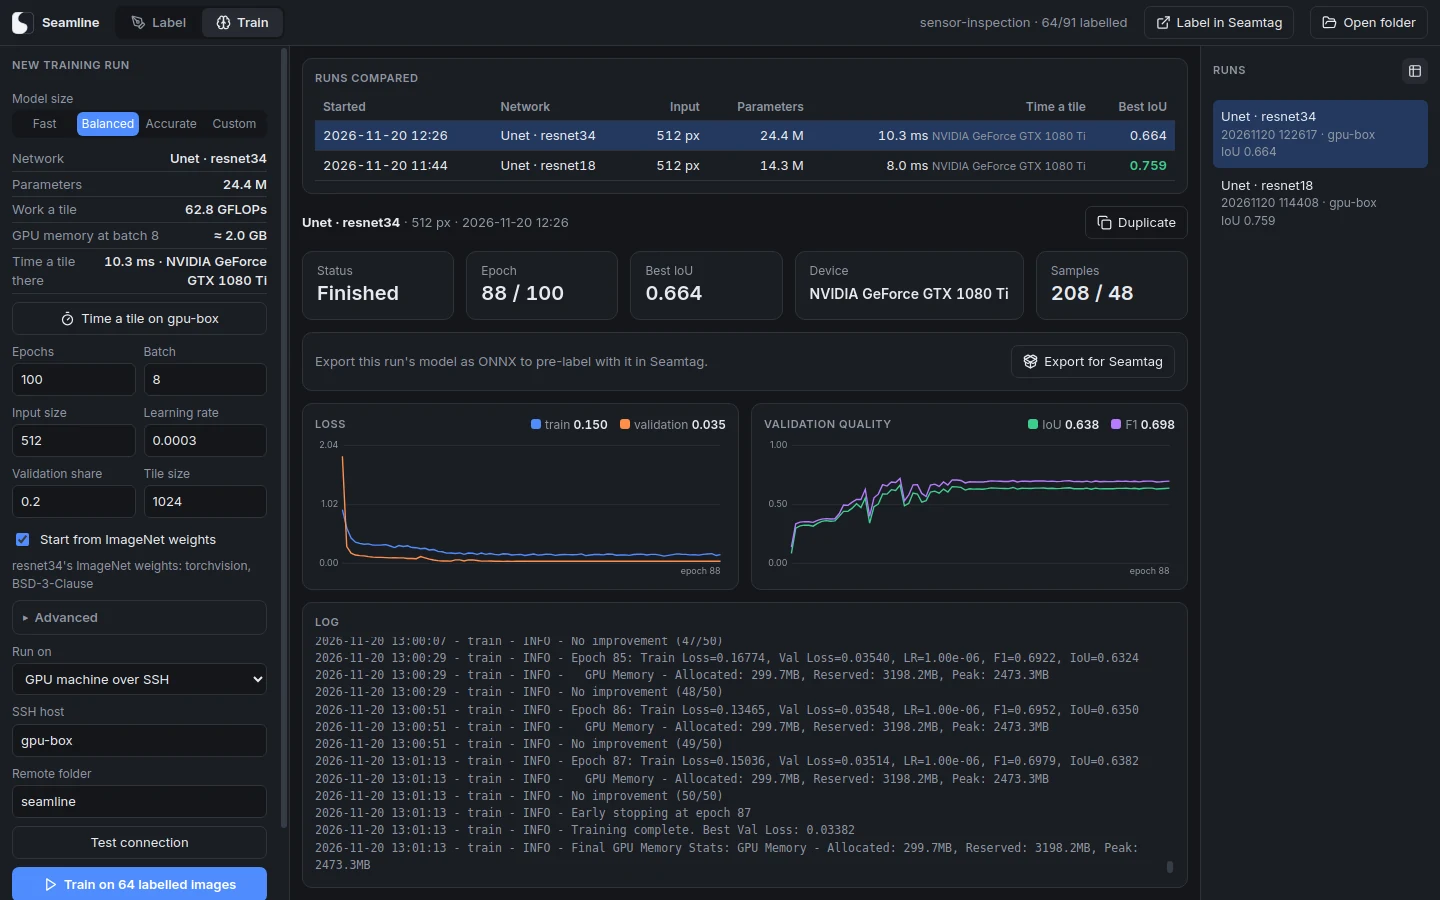 Seamline
Label
Train
sensor-inspection · 64/91 labelled
Label in Seamtag
Open folder
NEW TRAINING RUN
Model size
Fast
Balanced
Accurate
Custom
Network
Unet · resnet34
Parameters
24.4 M
Work a tile
62.8 GFLOPs
GPU memory at batch 8
≈ 2.0 GB
Time a tile there
10.3 ms · NVIDIA GeForce GTX 1080 Ti
Time a tile on gpu-box
Epochs
Batch
100
8
Input size
Learning rate
512
0.0003
Validation share
Tile size
0.2
1024
Start from ImageNet weights
resnet34's ImageNet weights: torchvision,
BSD-3-Clause
Advanced
Run on
GPU machine over SSH
SSH host
gpu-box
Remote folder
seamline
Test connection
Train on 64 labelled images
RUNS COMPARED
Started Network Input Parameters Time a tile Best IoU
2026-11-20 12:26 Unet · resnet34 512 px 24.4 M 10.3 ms NVIDIA GeForce GTX 1080 Ti 0.664
2026-11-20 11:44 Unet · resnet18 512 px 14.3 M 8.0 ms NVIDIA GeForce GTX 1080 Ti 0.759
Unet · resnet34 · 512 px · 2026-11-20 12:26
Duplicate
Status
Finished
Epoch
88 / 100
Best IoU
0.664
Device
NVIDIA GeForce GTX 1080 Ti
Samples
208 / 48
Export this run's model as ONNX to pre-label with it in Seamtag.
Export for Seamtag
LOSS
train 0.150
validation 0.035
2.04
1.02
0.00
epoch 88
VALIDATION QUALITY
IoU 0.638
F1 0.698
1.00
0.50
0.00
epoch 88
LOG
2026-11-20 13:00:07 - train - INFO - No improvement (47/50)
2026-11-20 13:00:29 - train - INFO - Epoch 85: Train Loss=0.16774, Val Loss=0.03540, LR=1.00e-06, F1=0.6922, IoU=0.6324
2026-11-20 13:00:29 - train - INFO -   GPU Memory - Allocated: 299.7MB, Reserved: 3198.2MB, Peak: 2473.3MB
2026-11-20 13:00:29 - train - INFO - No improvement (48/50)
2026-11-20 13:00:51 - train - INFO - Epoch 86: Train Loss=0.13465, Val Loss=0.03548, LR=1.00e-06, F1=0.6952, IoU=0.6350
2026-11-20 13:00:51 - train - INFO -   GPU Memory - Allocated: 299.7MB, Reserved: 3198.2MB, Peak: 2473.3MB
2026-11-20 13:00:51 - train - INFO - No improvement (49/50)
2026-11-20 13:01:13 - train - INFO - Epoch 87: Train Loss=0.15036, Val Loss=0.03514, LR=1.00e-06, F1=0.6979, IoU=0.6382
2026-11-20 13:01:13 - train - INFO -   GPU Memory - Allocated: 299.7MB, Reserved: 3198.2MB, Peak: 2473.3MB
2026-11-20 13:01:13 - train - INFO - No improvement (50/50)
2026-11-20 13:01:13 - train - INFO - Early stopping at epoch 87
2026-11-20 13:01:13 - train - INFO - Training complete. Best Val Loss: 0.03382
2026-11-20 13:01:13 - train - INFO - Final GPU Memory Stats: GPU Memory - Allocated: 299.7MB, Reserved: 3198.2MB, Peak:
2473.3MB
RUNS
Unet · resnet34
20261120 122617 · gpu-box
IoU 0.664
Unet · resnet18
20261120 114408 · gpu-box
IoU 0.759